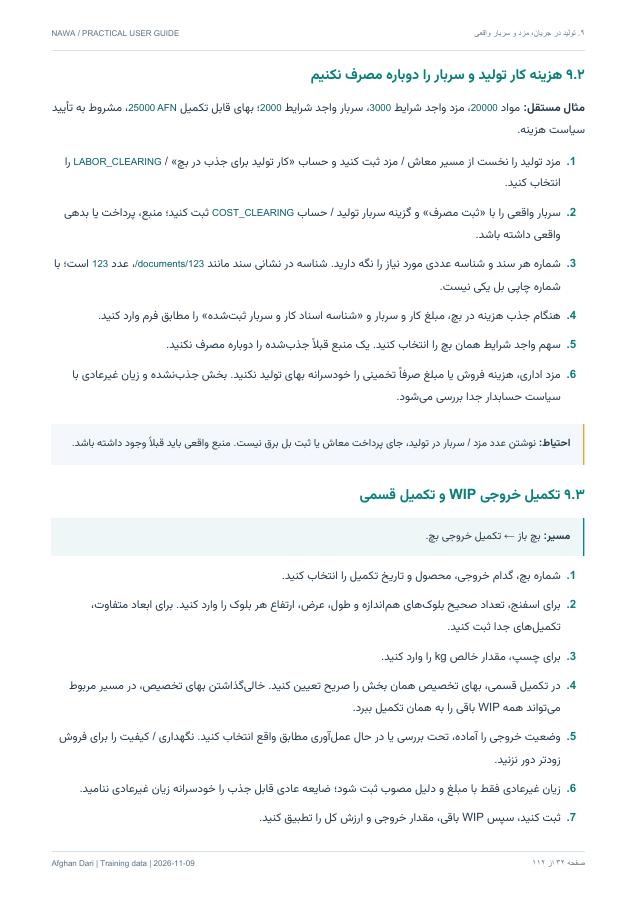 ۹. تولید در جریان، مزد و سربار واقعی
NAWA / PRACTICAL USER GUIDE
۹.۲ هزینه کار تولید و سربار را دوباره مصرف نکنیم
مثال مستقل: مواد 20000، مزد واجد شرایط 3000، سربار واجد شرایط 2000؛ بهای قابل تکمیل 25000 AFN، مشروط به تأیید
سیاست هزینه.
1. مزد تولید را نخست از مسیر معاش / مزد ثبت کنید و حساب «کار تولید برای جذب در بچ» / LABOR_CLEARING را
انتخاب کنید.
2. سربار واقعی را با «ثبت مصرف» و گزینه سربار تولید / حساب COST_CLEARING ثبت کنید؛ منبع، پرداخت یا بدهی
واقعی داشته باشد.
3. شماره هر سند و شناسه عددی مورد نیاز را نگه دارید. شناسه در نشانی سند مانند /documents/123، عدد 123 است؛ با
شماره چاپی بل یکی نیست.
4. هنگام جذب هزینه در بچ، مبلغ کار و سربار و «شناسه اسناد کار و سربار ثبت‌شده» را مطابق فرم وارد کنید.
5. سهم واجد شرایط همان بچ را انتخاب کنید. یک منبع قبلاً جذب‌شده را دوباره مصرف نکنید.
6. مزد اداری، هزینه فروش یا مبلغ صرفاً تخمینی را خودسرانه بهای تولید نکنید. بخش جذب‌نشده و زیان غیرعادی با
سیاست حسابدار جدا بررسی می‌شود.
احتیاط: نوشتن عدد مزد / سربار در تولید، جای پرداخت معاش یا ثبت بل برق نیست. منبع واقعی باید قبلاً وجود داشته باشد.
۹.۳ تکمیل خروجی WIP و تکمیل قسمی
مسیر: بچ باز ← تکمیل خروجی بچ.
1. شماره بچ، گدام خروجی، محصول و تاریخ تکمیل را انتخاب کنید.
2. برای اسفنج، تعداد صحیح بلوک‌های هم‌اندازه و طول، عرض، ارتفاع هر بلوک را وارد کنید. برای ابعاد متفاوت،
تکمیل‌های جدا ثبت کنید.
3. برای چسپ، مقدار خالص kg را وارد کنید.
4. در تکمیل قسمی، بهای تخصیص همان بخش را صریح تعیین کنید. خالی‌گذاشتن بهای تخصیص، در مسیر مربوط
می‌تواند همه WIP باقی را به همان تکمیل ببرد.
5. وضعیت خروجی را آماده، تحت بررسی یا در حال عمل‌آوری مطابق واقع انتخاب کنید. نگهداری / کیفیت را برای فروش
زودتر دور نزنید.
6. زیان غیرعادی فقط با مبلغ و دلیل مصوب ثبت شود؛ ضایعه عادی قابل جذب را خودسرانه زیان غیرعادی ننامید.
7. ثبت کنید، سپس WIP باقی، مقدار خروجی و ارزش کل را تطبیق کنید.
صفحه ۳۲ از ۱۱۲
Afghan Dari | Training data | 2026-11-09